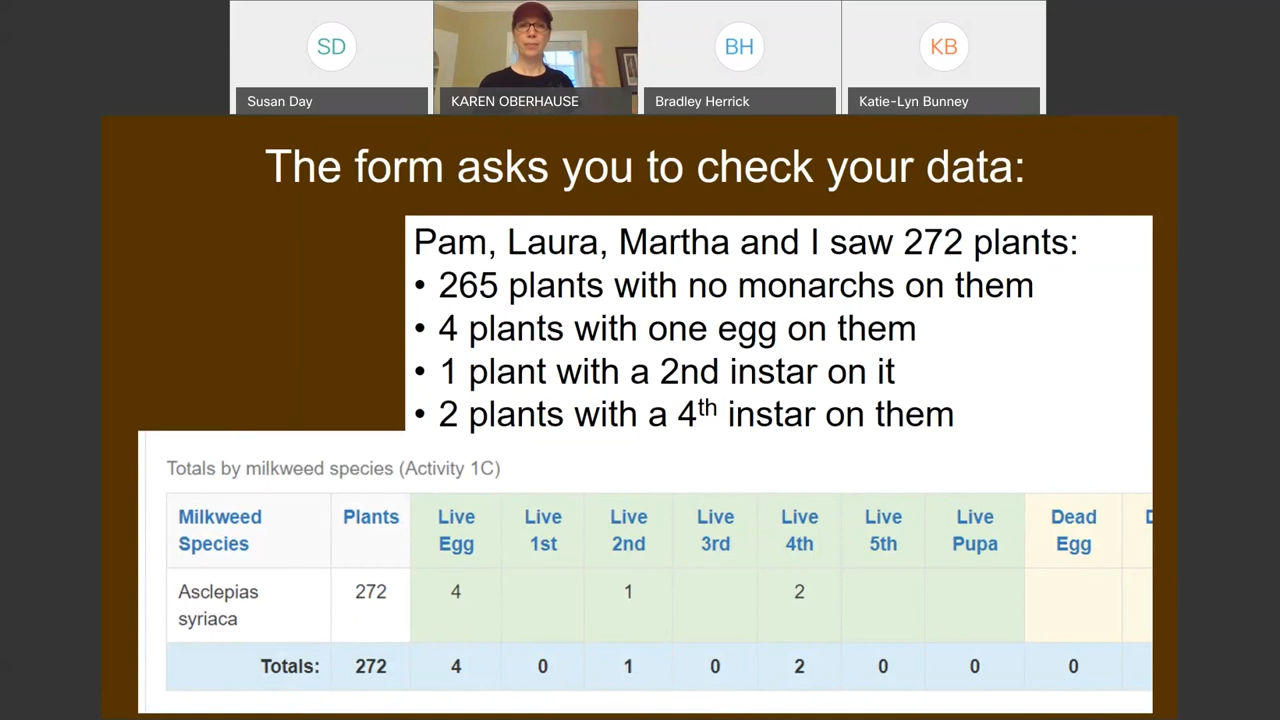 SD
BH
KB
Susan Day
KAREN OBERHAUSE
Bradley Herrick
Katie-Lyn Bunney
The form asks you to check your data:
Pam, Laura, Martha and I saw 272 plants:
• 265 plants with no monarchs on them
• 4 plants with one egg on them
• 1 plant with a 2nd instar on it
• 2 plants with a 4th instar on them
Totals by milkweed species (Activity 1C)
Milkweed Species Plants Live Egg Live 1st Live 2nd Live 3rd Live 4th Live 5th Live Pupa Dead Egg
Asclepias syriaca 272 4 1 2
Totals: 272 4 0 1 0 2 0 0 0